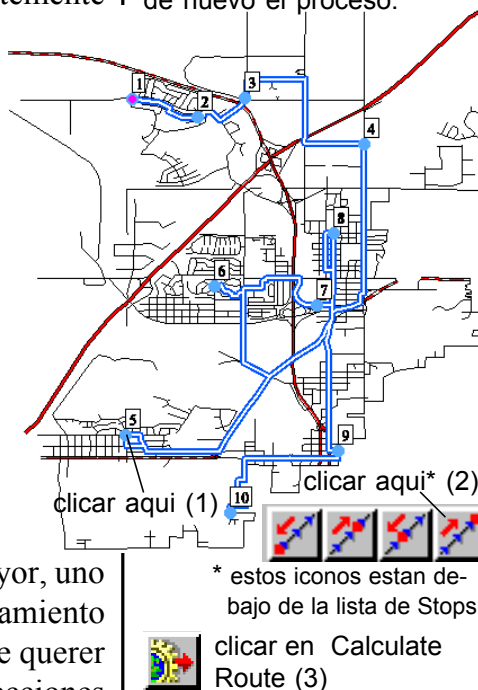 de nuevo el proceso.
1
2
3
4
8
6
7
5
9
10
clicar aqui (1)
clicar aqui* (2)
* estos iconos estan de-
bajo de la lista de Stops
clicar en Calculate
Route (3)
yor, uno
amiento
e querer